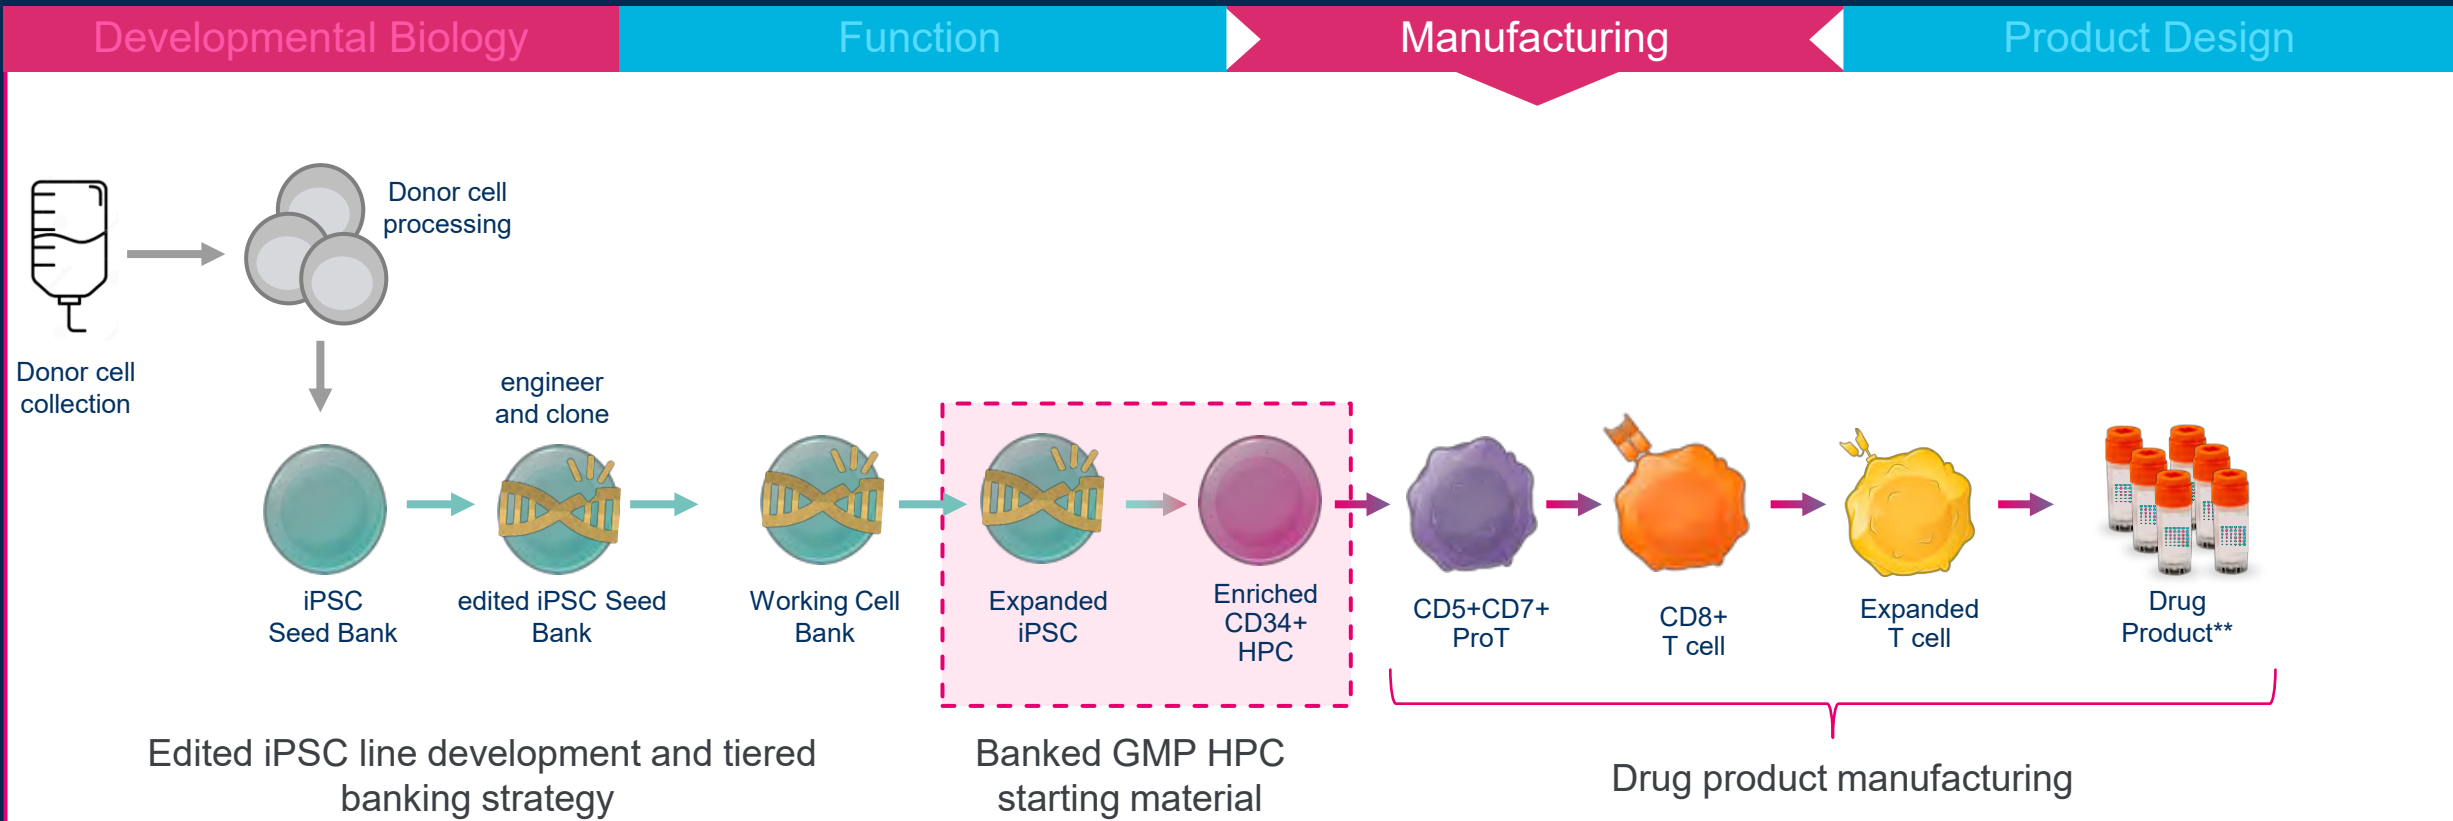 Developmental Biology
Function
Manufacturing
Product Design
Donor cell
processing
Donor cell
collection
engineer
and clone
iPSC
Seed Bank
edited iPSC Seed
Bank
Working Cell
Bank
Expanded
iPSC
Enriched
CD34+
HPC
CD5+CD7+
ProT
CD8+
T cell
Expanded
T cell
Drug
Product**
Edited iPSC line development and tiered
banking strategy
Banked GMP HPC
starting material
Drug product manufacturing